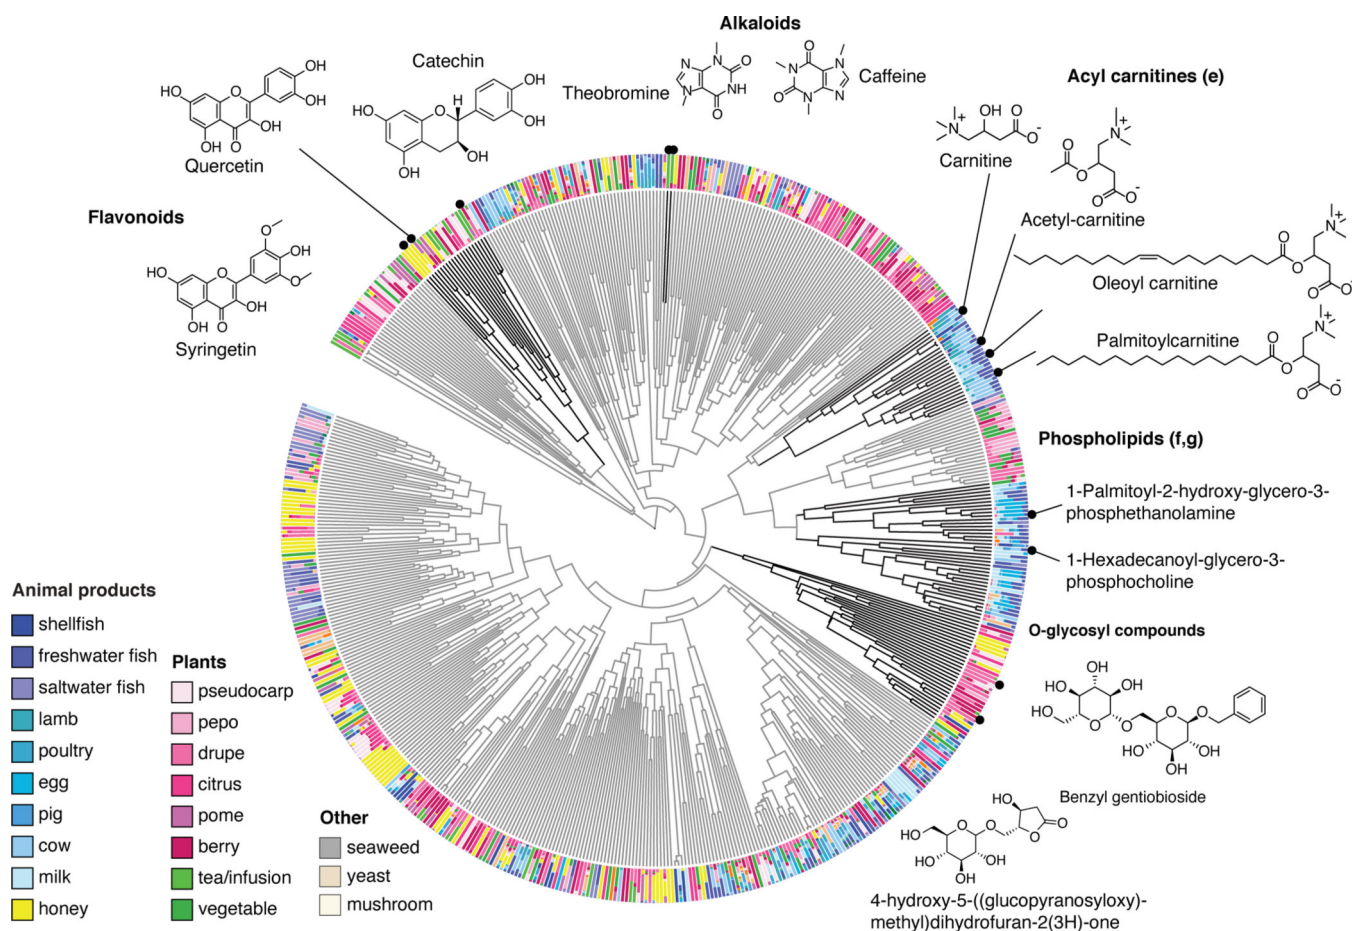 Alkaloids
Catechin
Theobromine
Caffeine
Acyl carnitines (e)
Quercetin
Carnitine
Flavonoids
Acetyl-carnitine
Oleoyl carnitine
Syringetin
Palmitoylcarnitine
Phospholipids (f,g)
1-Palmitoyl-2-hydroxy-glycero-3-
phosphethanolamine
1-Hexadecanoyl-glycero-3-
phosphocholine
O-glycosyl compounds
Benzyl gentiobioside
4-hydroxy-5-((glucopyranosyloxy)-
methyl)dihydrofuran-2(3H)-one
Animal products
shellfish
freshwater fish
saltwater fish
lamb
poultry
egg
pig
cow
milk
honey
Plants
pseudocarp
pepo
drupe
citrus
pome
berry
tea/infusion
vegetable
Other
seaweed
yeast
mushroom